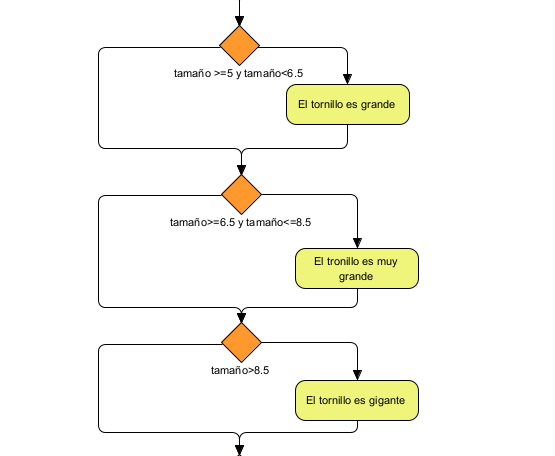 tamaño >=5 y tamaño<6.5
El tornillo es grande
tamaño>=6.5 y tamaño<=8.5
El tronillo es muy
grande
tamaño>8.5
El tornillo es gigante